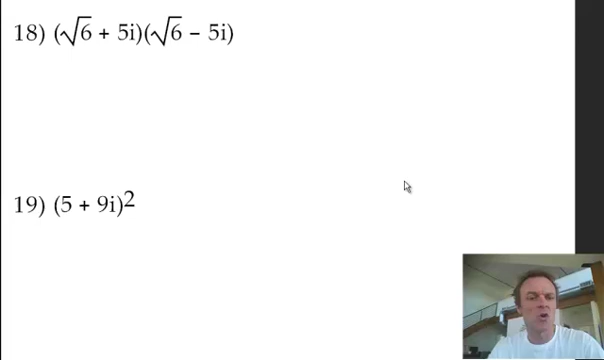 18) (√6 + 5i)(√6 − 5i)
19) (5 + 9i)²